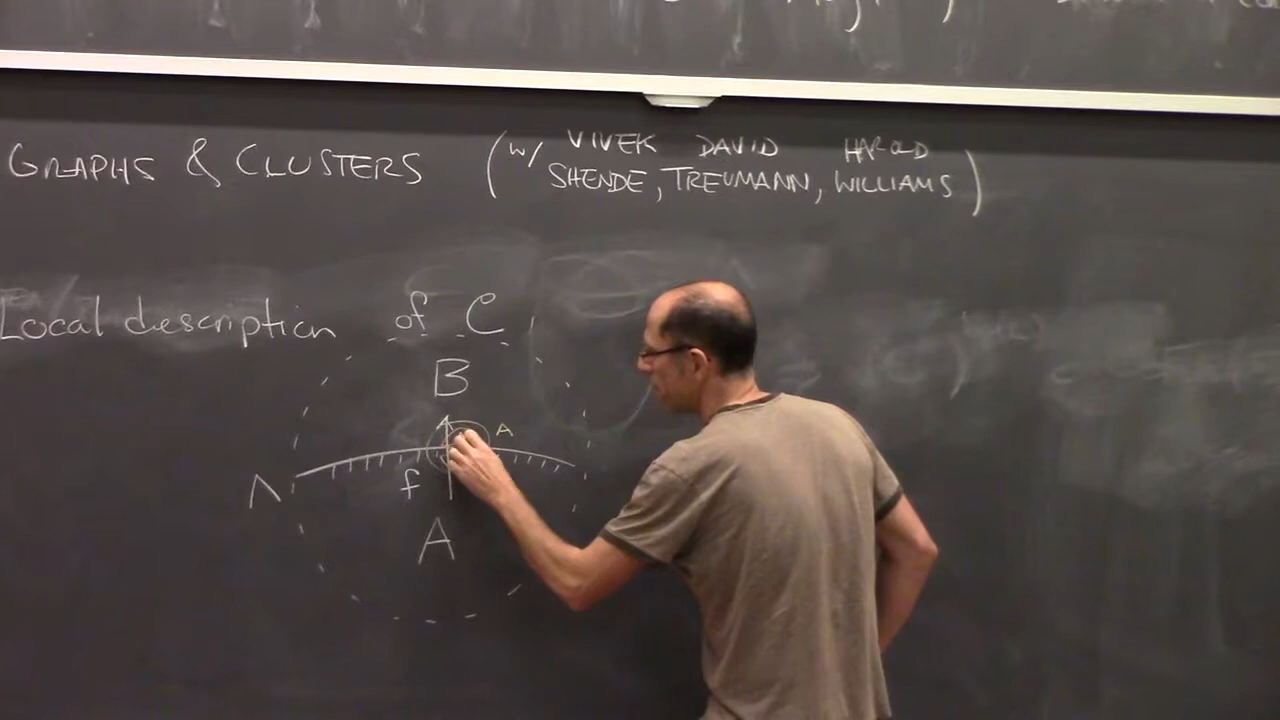 GRAPHS & CLUSTERS (w/ VIVEK DAVID HAROLD
SHENDE, TREUMANN, WILLIAMS)
Local description of C
B
A
Λ
f
A